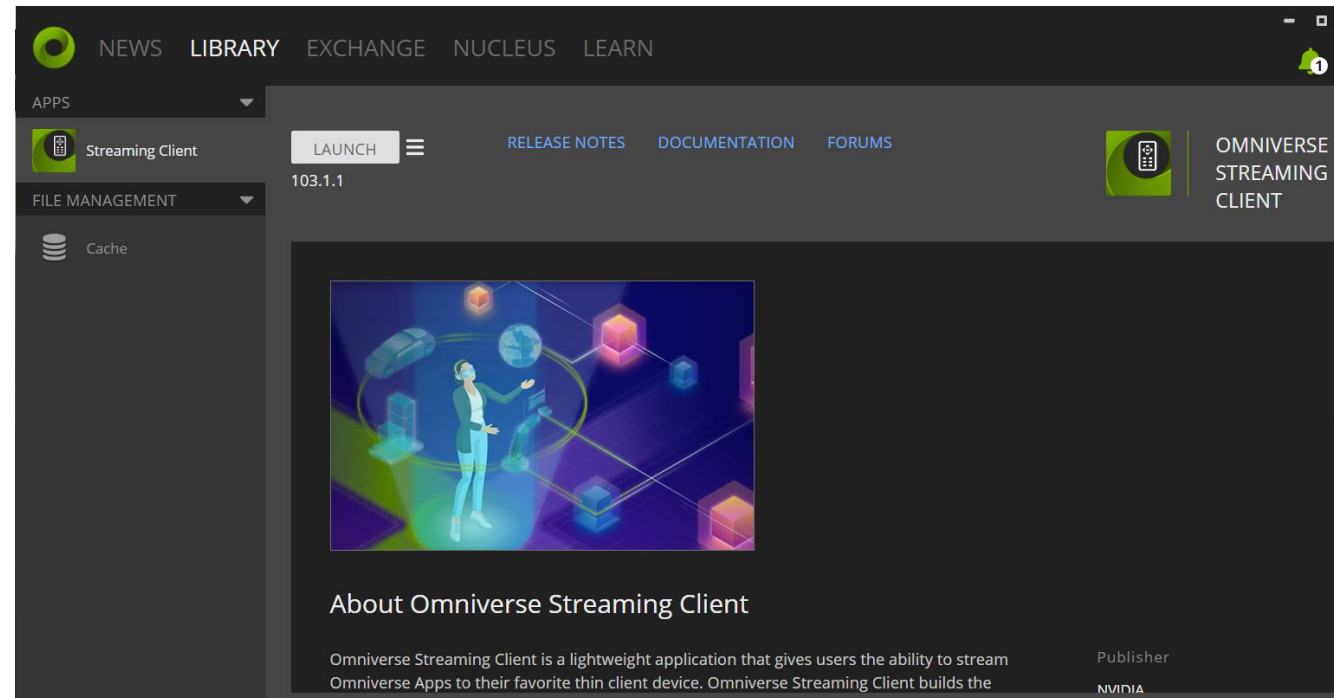 NEWS LIBRARY EXCHANGE NUCLEUS LEARN
1
APPS
Streaming Client
FILE MANAGEMENT
Cache
LAUNCH
103.1.1
RELEASE NOTES DOCUMENTATION FORUMS
OMNIVERSE
STREAMING
CLIENT
About Omniverse Streaming Client
Omniverse Streaming Client is a lightweight application that gives users the ability to stream
Omniverse Apps to their favorite thin client device. Omniverse Streaming Client builds the
Publisher
NVIDIA